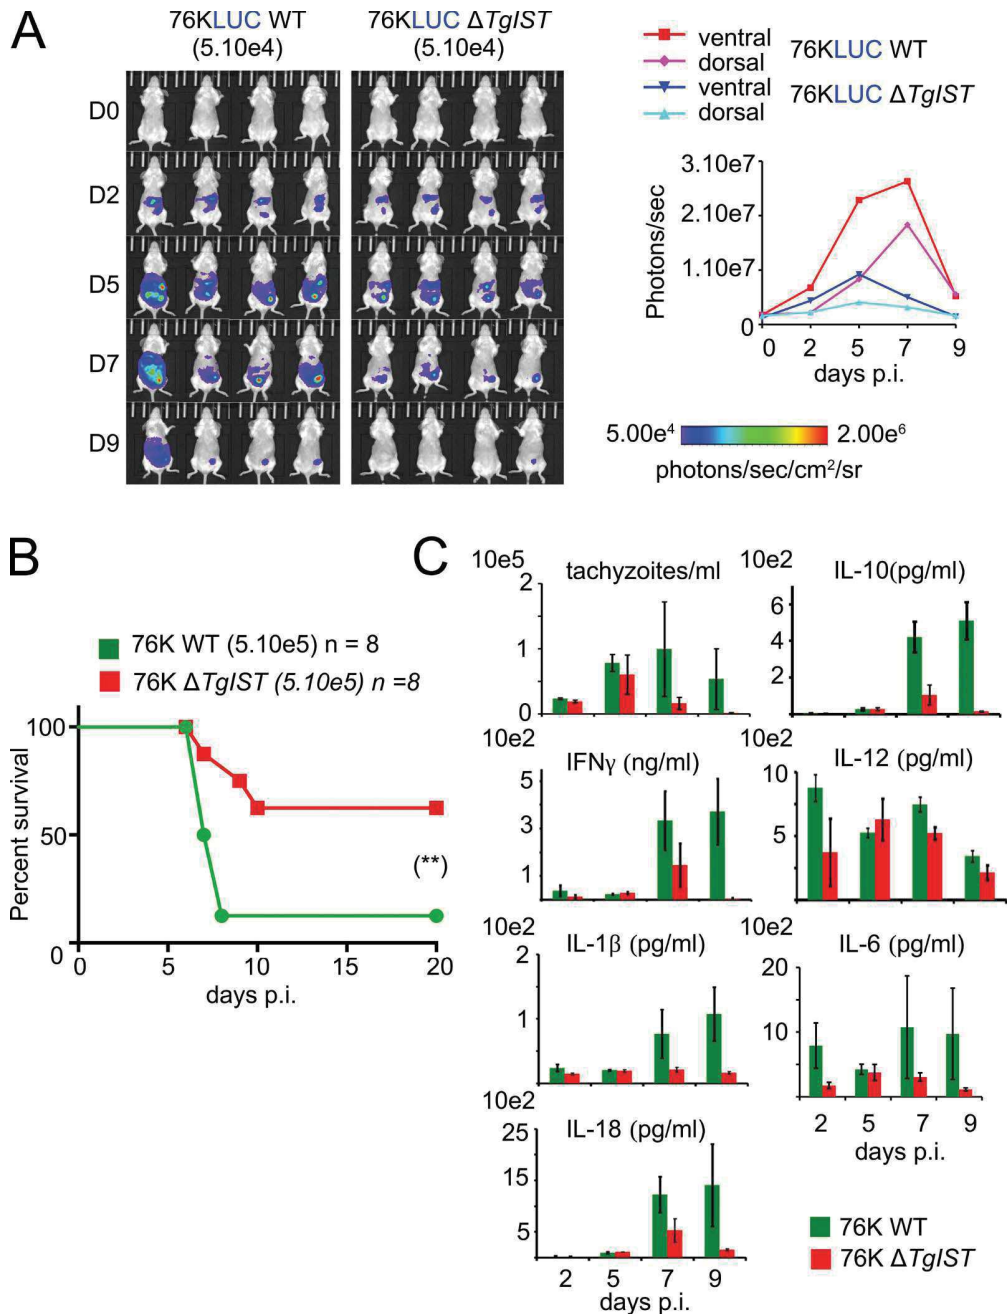 A
76KLUC WT
(5.10e4)
76KLUC ΔTgIST
(5.10e4)
D0
D2
D5
D7
D9
ventral
dorsal
76KLUC WT
ventral
dorsal
76KLUC ΔTgIST
3.10e7
2.10e7
1.10e7
0
Photons/sec
0 2 5 7 9
days p.i.
5.00e⁴ 2.00e⁶
photons/sec/cm²/sr
B
76K WT (5.10e5) n = 8
76K ΔTgIST (5.10e5) n =8
100
50
0
Percent survival
(**)
0 5 10 15 20
days p.i.
C
10e5
tachyzoites/ml
2
1
0
10e2
IL-10(pg/ml)
6
4
2
10e2
IFNγ (ng/ml)
5
3
1
10e2
IL-12 (pg/ml)
10
5
10e2
IL-1β (pg/ml)
2
1
10e2
IL-6 (pg/ml)
20
10
2 5 7 9
days p.i.
10e2
IL-18 (pg/ml)
25
15
5
2 5 7 9
days p.i.
76K WT
76K ΔTgIST